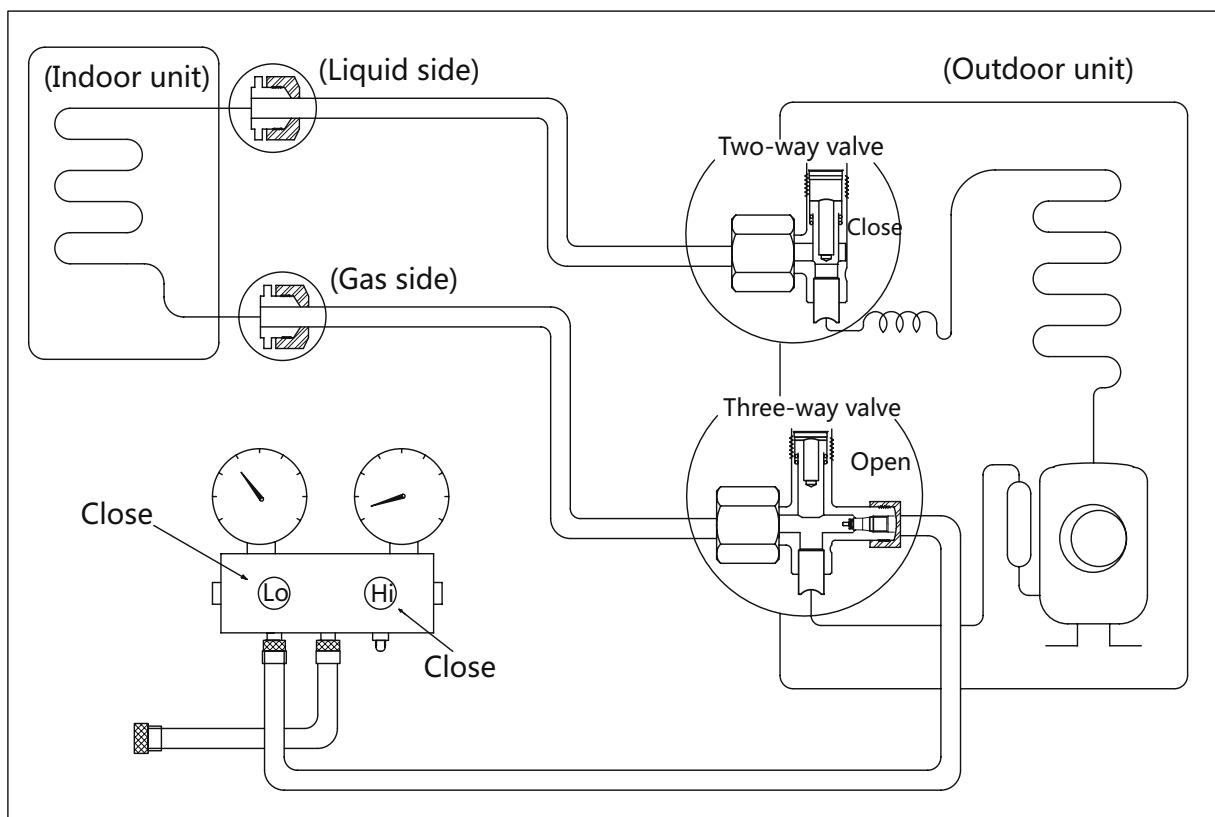 (Indoor unit)
(Liquid side)
(Outdoor unit)
Two-way valve
Close
(Gas side)
Three-way valve
Open
Close
Lo
Hi
Close